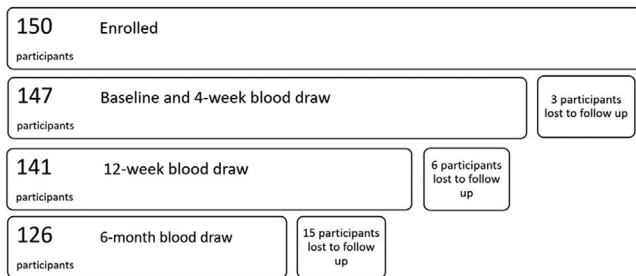 150 Enrolled
participants
147 Baseline and 4-week blood draw
participants
3 participants
lost to follow up
141 12-week blood draw
participants
6 participants
lost to follow
up
126 6-month blood draw
participants
15 participants
lost to follow
up